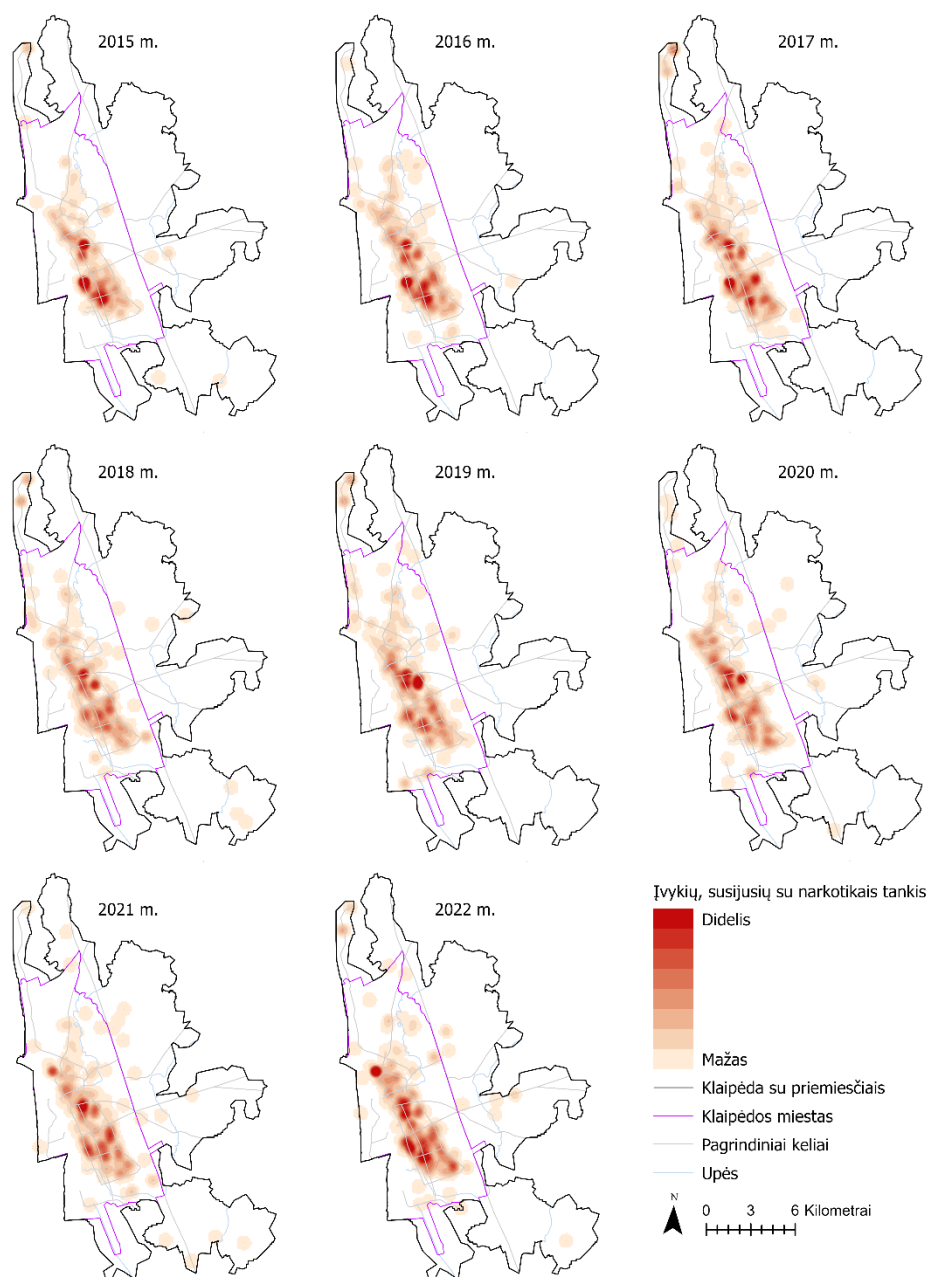 2015 m.
2016 m.
2017 m.
2018 m.
2019 m.
2020 m.
2021 m.
2022 m.
Įvykių, susijusių su narkotikais tankis
Didelis
Mažas
Klaipėda su priemiesčiais
Klaipėdos miestas
Pagrindiniai keliai
Upės
N
0 3 6 Kilometrai